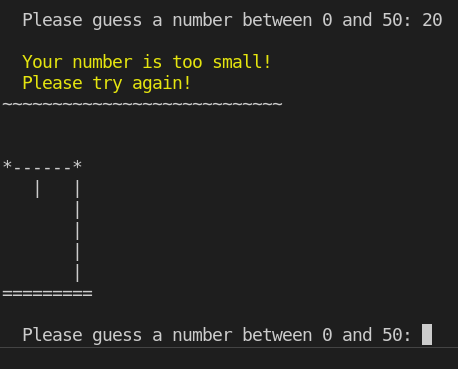 Please guess a number between 0 and 50: 20
Your number is too small!
Please try again!
~~~~~~~~~~~~~~~~~~~~~~~~~~~~
*------*
   |   |
       |
       |
       |
       |
=========
Please guess a number between 0 and 50: